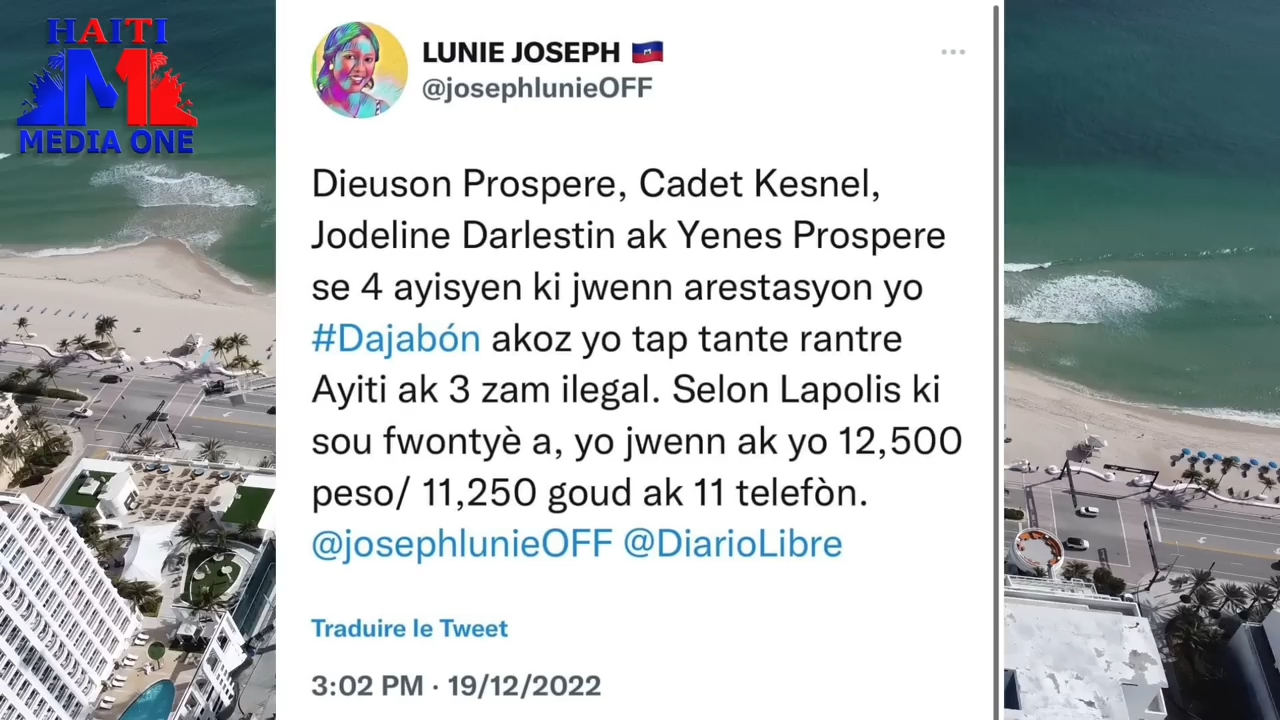 HAITI
M1
MEDIA ONE
LUNIE JOSEPH
@josephlunieOFF
Dieuson Prospere, Cadet Kesnel,
Jodeline Darlestin ak Yenes Prospere
se 4 ayisyen ki jwenn arestasyon yo
#Dajabón akoz yo tap tante rantre
Ayiti ak 3 zam ilegal. Selon Lapolis ki
sou fwontyè a, yo jwenn ak yo 12,500
peso/ 11,250 goud ak 11 telefòn.
@josephlunieOFF @DiarioLibre
Traduire le Tweet
3:02 PM · 19/12/2022